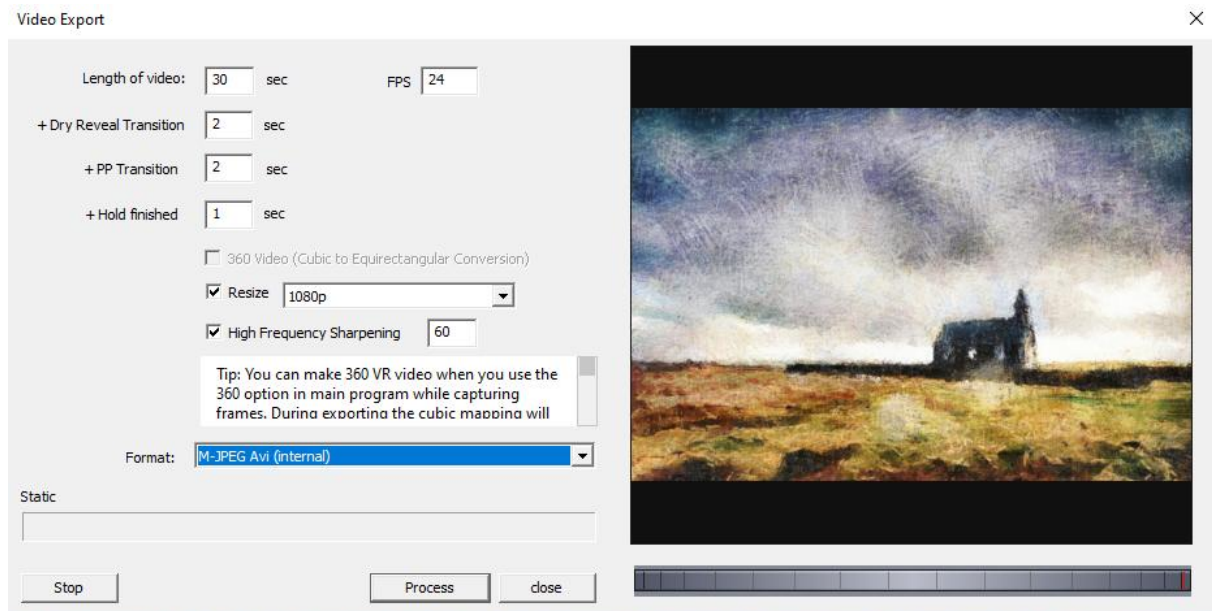 Video Export
Length of video: 30 sec FPS 24
+ Dry Reveal Transition 2 sec
+ PP Transition 2 sec
+ Hold finished 1 sec
360 Video (Cubic to Equirectangular Conversion)
Resize 1080p
High Frequency Sharpening 60
Tip: You can make 360 VR video when you use the
360 option in main program while capturing
frames. During exporting the cubic mapping will
Format: M-JPEG Avi (internal)
Static
Stop Process close